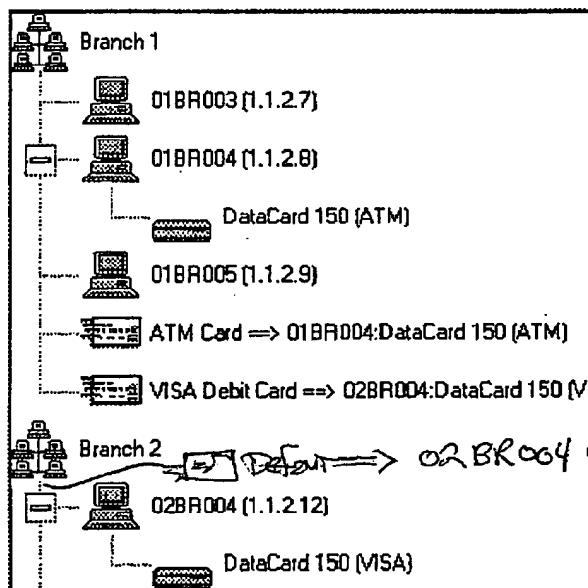 Branch 1
01BR003 (1.1.2.7)
01BR004 (1.1.2.8)
DataCard 150 (ATM)
01BR005 (1.1.2.9)
ATM Card => 01BR004:DataCard 150 (ATM)
VISA Debit Card ==> 02BR004:DataCard 150 (V
Branch 2 => 02BR004
02BR004 (1.1.2.12)
DataCard 150 (VISA)